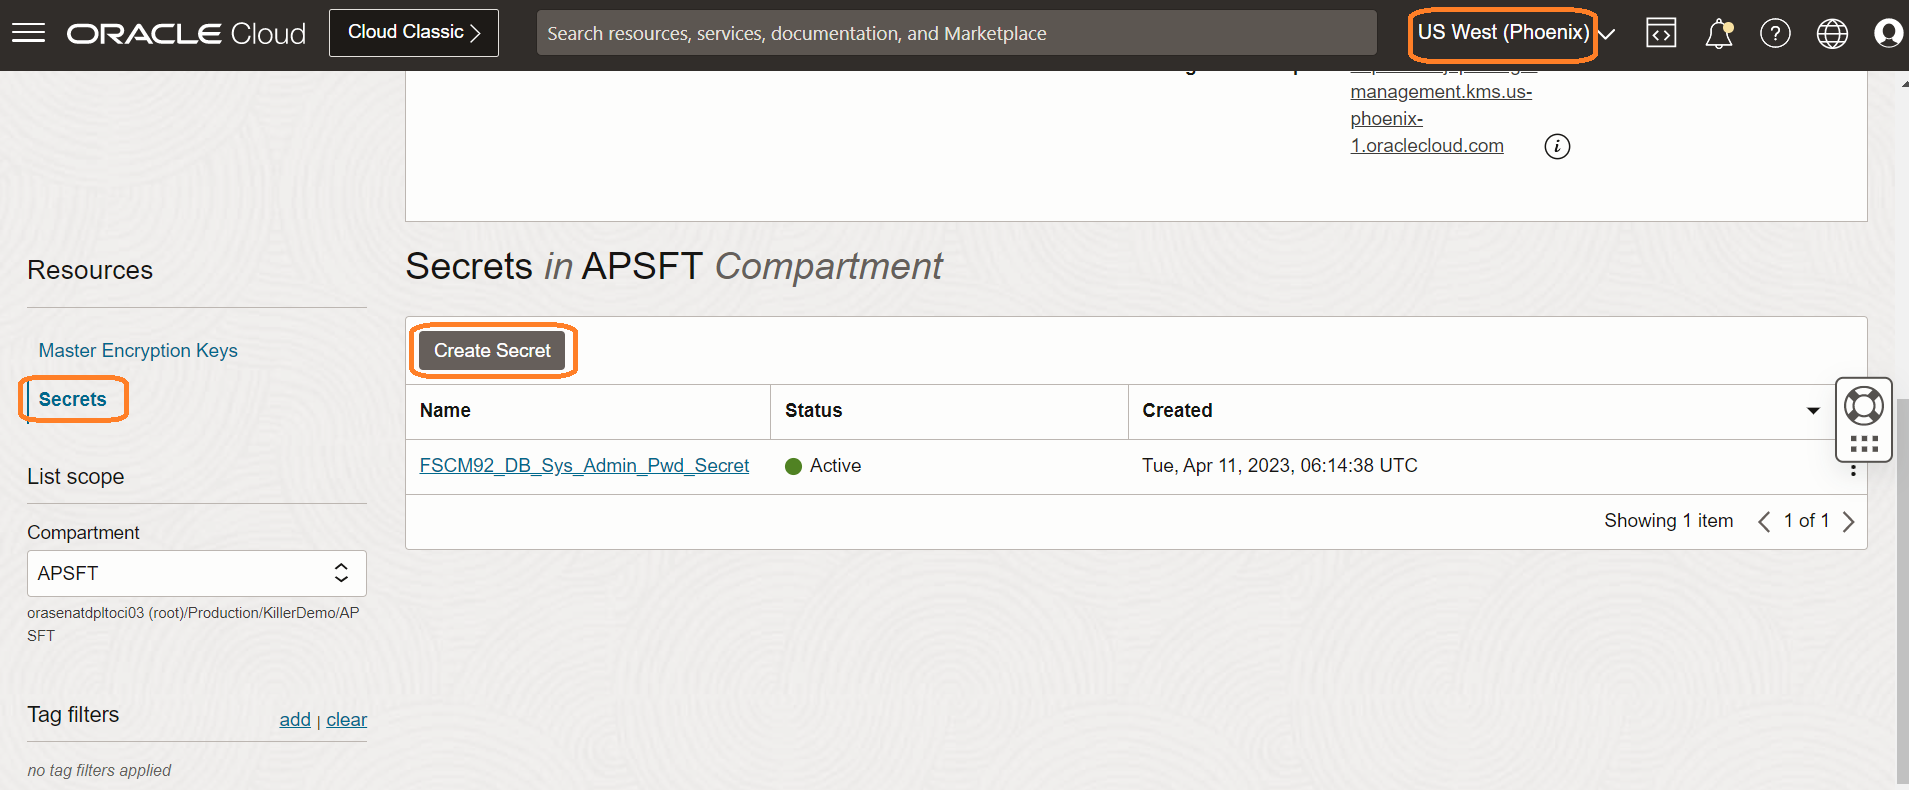 ORACLE Cloud
Cloud Classic
Search resources, services, documentation, and Marketplace
US West (Phoenix)
management.kms.us-
phoenix-
1.oraclecloud.com
Resources
Master Encryption Keys
Secrets
List scope
Compartment
APSFT
orasenatdpltoci03 (root)/Production/KillerDemo/AP
SFT
Tag filters
add | clear
no tag filters applied
Secrets in APSFT Compartment
Create Secret
Name Status Created
FSCM92_DB_Sys_Admin_Pwd_Secret Active Tue, Apr 11, 2023, 06:14:38 UTC
Showing 1 item 1 of 1